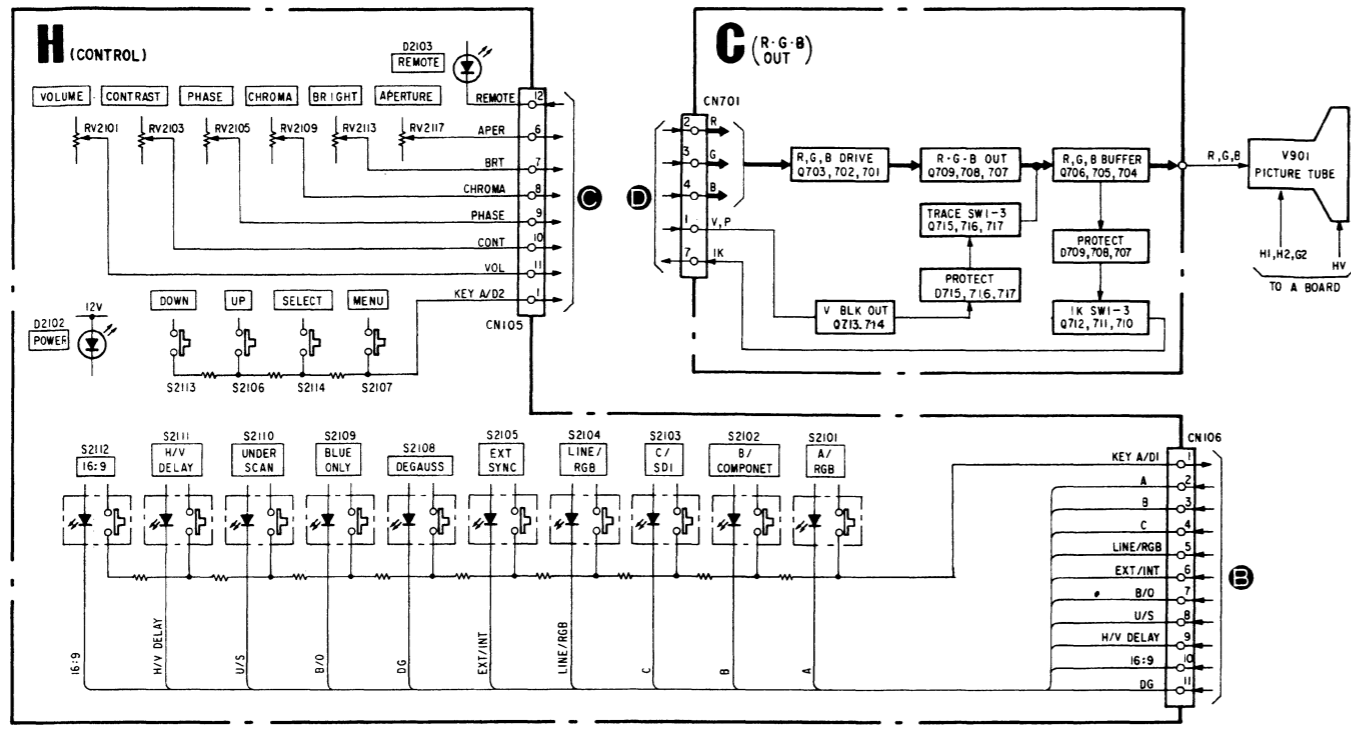 H (CONTROL)
D2103
REMOTE
VOLUME
CONTRAST
PHASE
CHROMA
BRIGHT
APERTURE
RV2101
RV2103
RV2105
RV2109
RV2113
RV2117
REMOTE 12
APER 6
BRT 7
CHROMA 8
PHASE 9
CONT 10
VOL 11
KEY A/D2 1
CN105
C
12V
D2102
POWER
DOWN
UP
SELECT
MENU
S2113
S2106
S2114
S2107
C (R·G·B) OUT
CN701
D
2 R
3 G
4 B
1 V,P
7 IK
R,G,B DRIVE
Q703, 702, 701
R·G·B OUT
Q709, 708, 707
R,G,B BUFFER
Q706, 705, 704
TRACE SW1-3
Q715, 716, 717
PROTECT
D715, 716, 717
V BLK OUT
Q713, 714
PROTECT
D709, 708, 707
IK SW1-3
Q712, 711, 710
R,G,B
V901
PICTURE TUBE
H1,H2,G2
HV
TO A BOARD
S2112
16:9
S2111
H/V
DELAY
S2110
UNDER
SCAN
S2109
BLUE
ONLY
S2108
DEGAUSS
S2105
EXT
SYNC
S2104
LINE/
RGB
S2103
C/
SDI
S2102
B/
COMPONET
S2101
A/
RGB
CN106
KEY A/D1 1
A 2
B 3
C 4
LINE/RGB 5
EXT/INT 6
B/O 7
U/S 8
H/V DELAY 9
16:9 10
DG 11
B
16:9
H/V DELAY
U/S
B/O
DG
EXT/INT
LINE/RGB
C
B
A